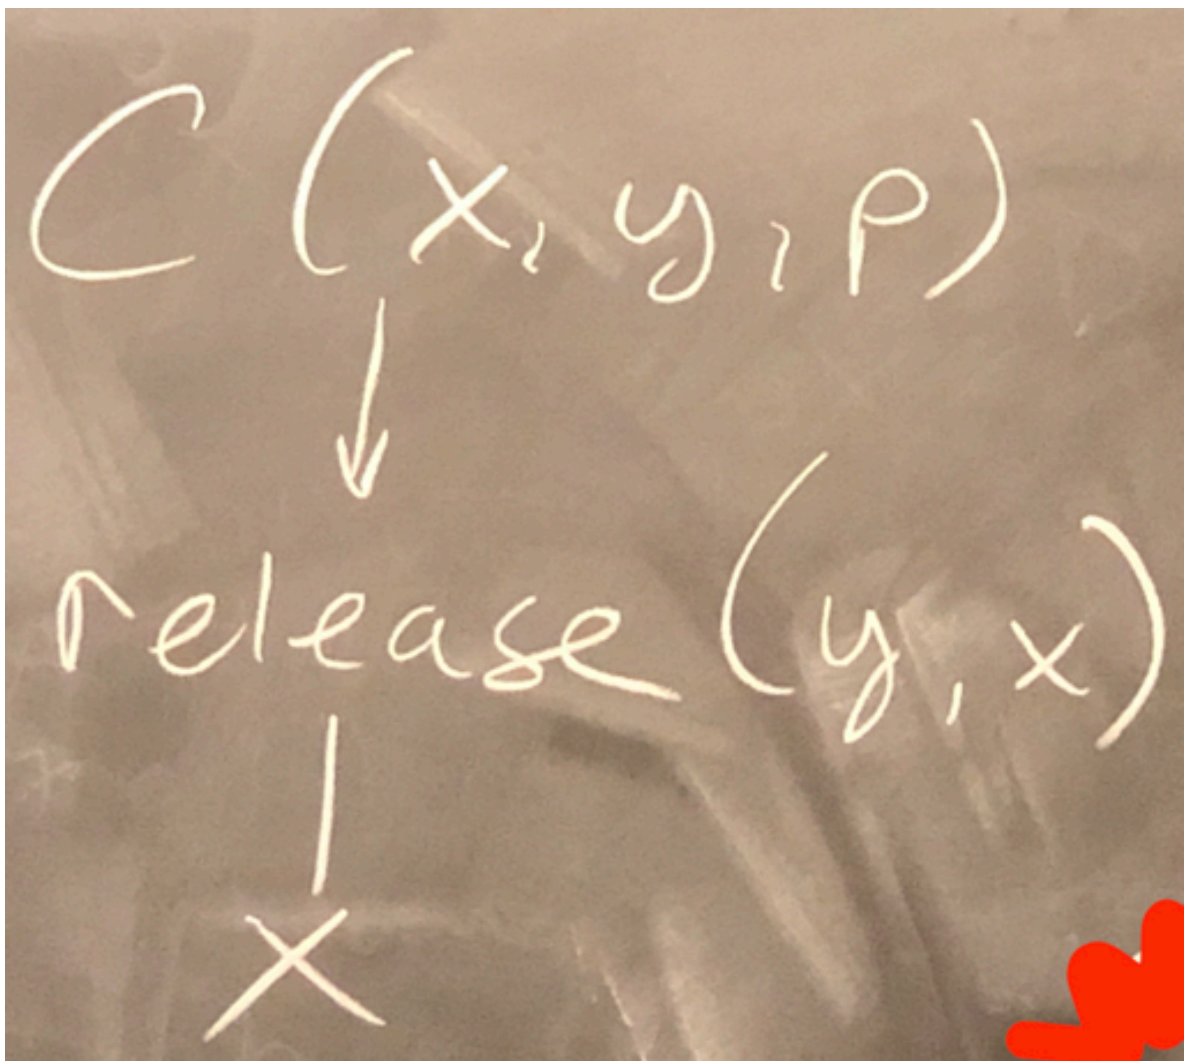 C(x, y, p)
release(y, x)
x